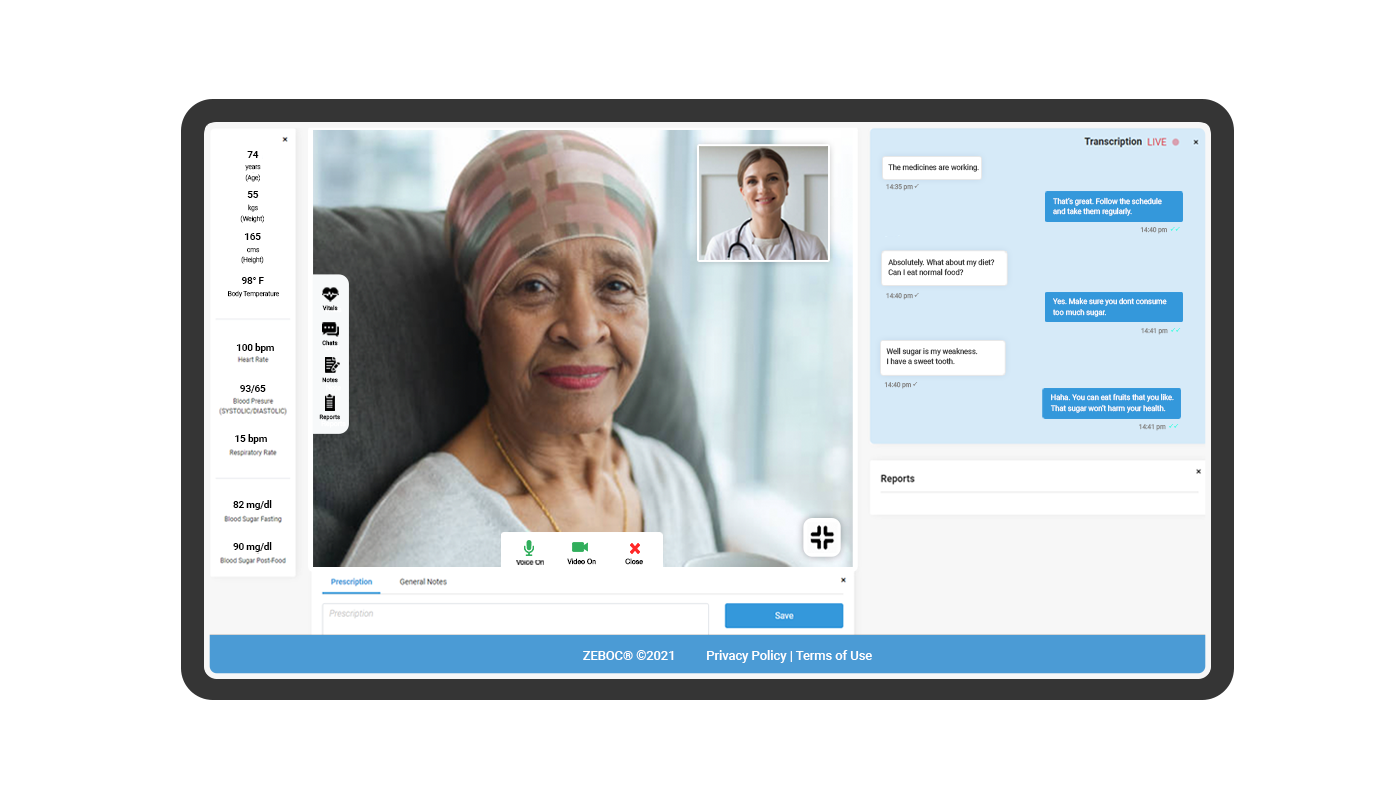 ×
74
years
(Age)
55
kgs
(Weight)
165
cms
(Height)
98° F
Body Temperature
100 bpm
Heart Rate
93/65
Blood Presure
(SYSTOLIC/DIASTOLIC)
15 bpm
Respiratory Rate
82 mg/dl
Blood Sugar Fasting
90 mg/dl
Blood Sugar Post-Food
Vitals
Chats
Notes
Reports
Voice On
Video On
Close
Prescription
General Notes
×
Prescription
Save
Transcription LIVE
×
The medicines are working.
14:35 pm ✓
That's great. Follow the schedule
and take them regularly.
14:40 pm ✓✓
Absolutely. What about my diet?
Can I eat normal food?
14:40 pm ✓
Yes. Make sure you dont consume
too much sugar.
14:41 pm ✓✓
Well sugar is my weakness.
I have a sweet tooth.
14:40 pm ✓
Haha. You can eat fruits that you like.
That sugar won't harm your health.
14:41 pm ✓✓
Reports
×
ZEBOC® ©2021
Privacy Policy | Terms of Use